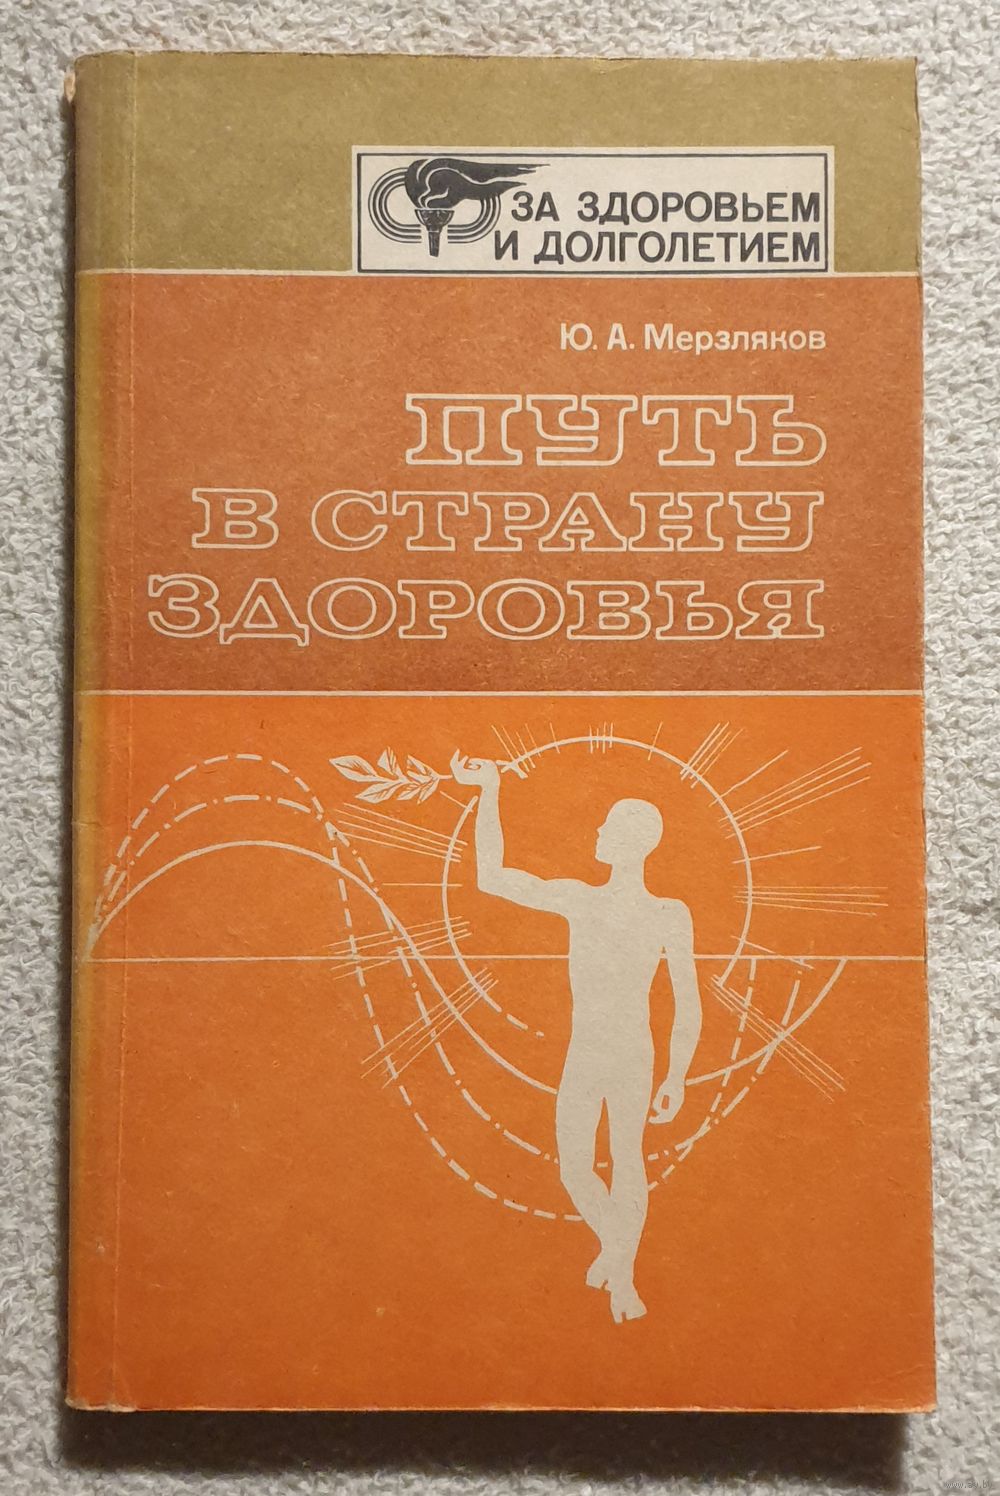 ЗА ЗДОРОВЬЕМ
И ДОЛГОЛЕТИЕМ
Ю. А. Мерзляков
ПУТЬ
В СТРАНУ
ЗДОРОВЬЯ